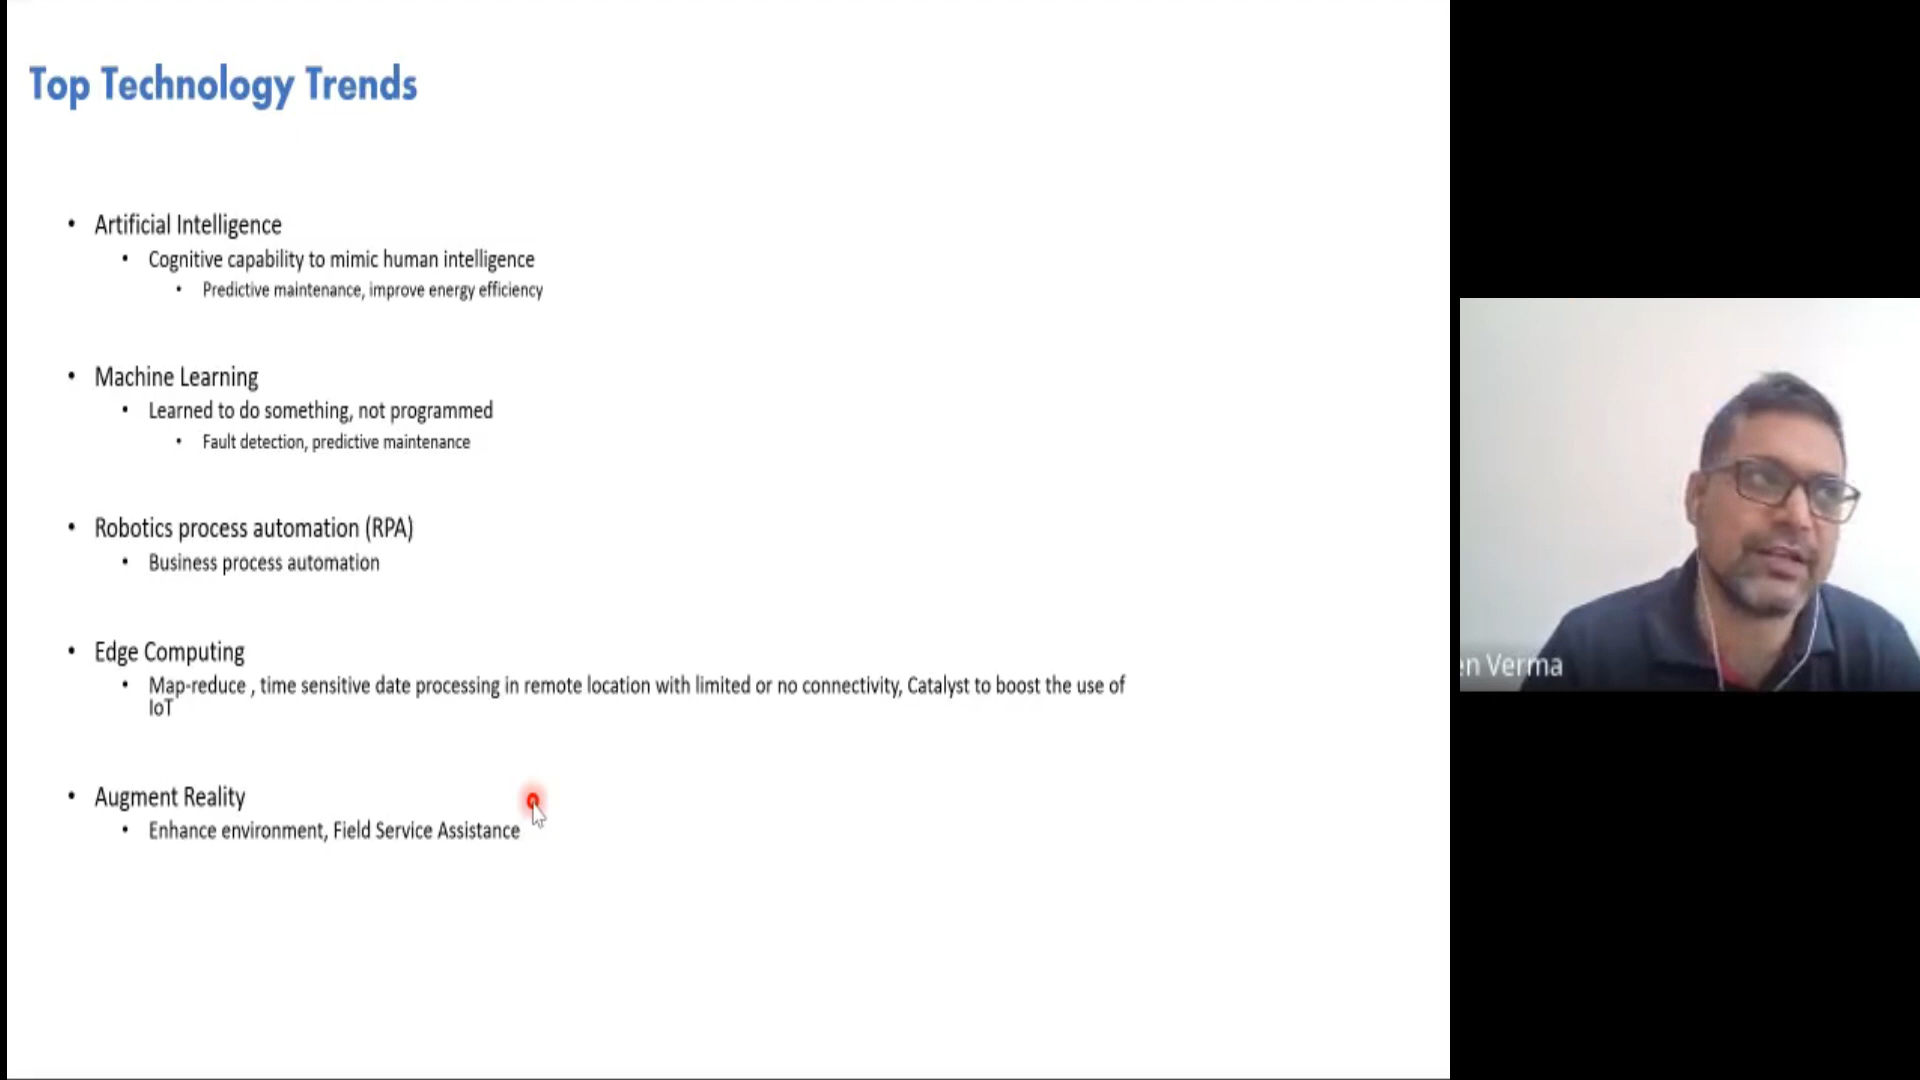 Top Technology Trends
• Artificial Intelligence
• Cognitive capability to mimic human intelligence
• Predictive maintenance, improve energy efficiency
• Machine Learning
• Learned to do something, not programmed
• Fault detection, predictive maintenance
• Robotics process automation (RPA)
• Business process automation
• Edge Computing
• Map-reduce , time sensitive date processing in remote location with limited or no connectivity, Catalyst to boost the use of
IoT
• Augment Reality
• Enhance environment, Field Service Assistance
en Verma